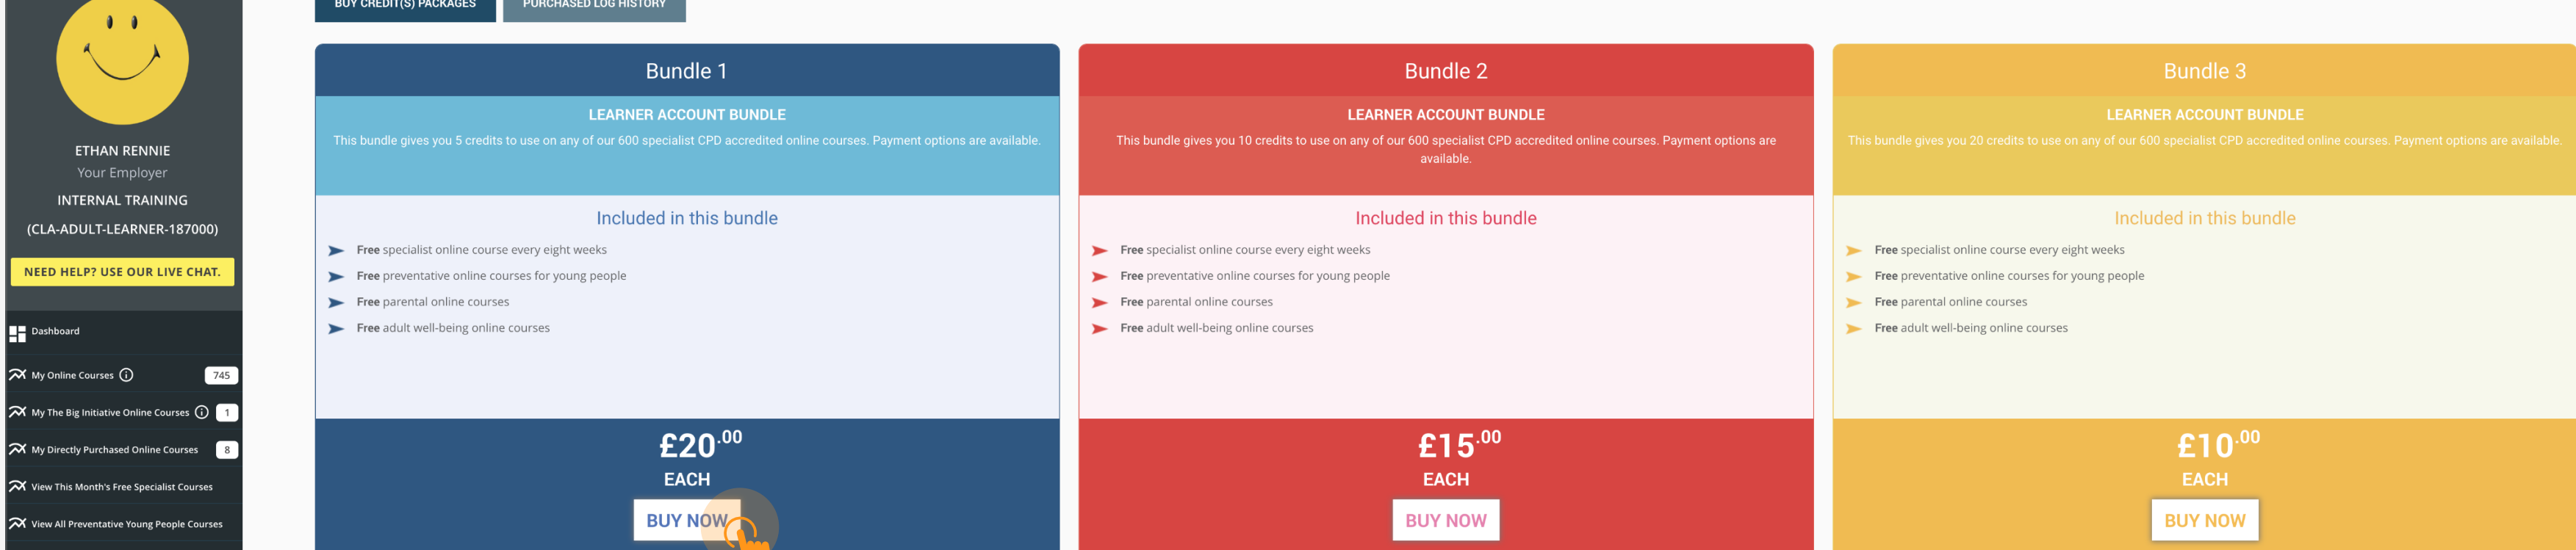 BUY CREDIT(S) PACKAGES
PURCHASED LOG HISTORY
ETHAN RENNIE
Your Employer
INTERNAL TRAINING
(CLA-ADULT-LEARNER-187000)
NEED HELP? USE OUR LIVE CHAT.
Dashboard
My Online Courses 745
My The Big Initiative Online Courses 1
My Directly Purchased Online Courses 8
View This Month's Free Specialist Courses
View All Preventative Young People Courses
Bundle 1
LEARNER ACCOUNT BUNDLE
This bundle gives you 5 credits to use on any of our 600 specialist CPD accredited online courses. Payment options are available.
Included in this bundle
Free specialist online course every eight weeks
Free preventative online courses for young people
Free parental online courses
Free adult well-being online courses
£20.00
EACH
BUY NOW
Bundle 2
LEARNER ACCOUNT BUNDLE
This bundle gives you 10 credits to use on any of our 600 specialist CPD accredited online courses. Payment options are
available.
Included in this bundle
Free specialist online course every eight weeks
Free preventative online courses for young people
Free parental online courses
Free adult well-being online courses
£15.00
EACH
BUY NOW
Bundle 3
LEARNER ACCOUNT BUNDLE
This bundle gives you 20 credits to use on any of our 600 specialist CPD accredited online courses. Payment options are available.
Included in this bundle
Free specialist online course every eight weeks
Free preventative online courses for young people
Free parental online courses
Free adult well-being online courses
£10.00
EACH
BUY NOW